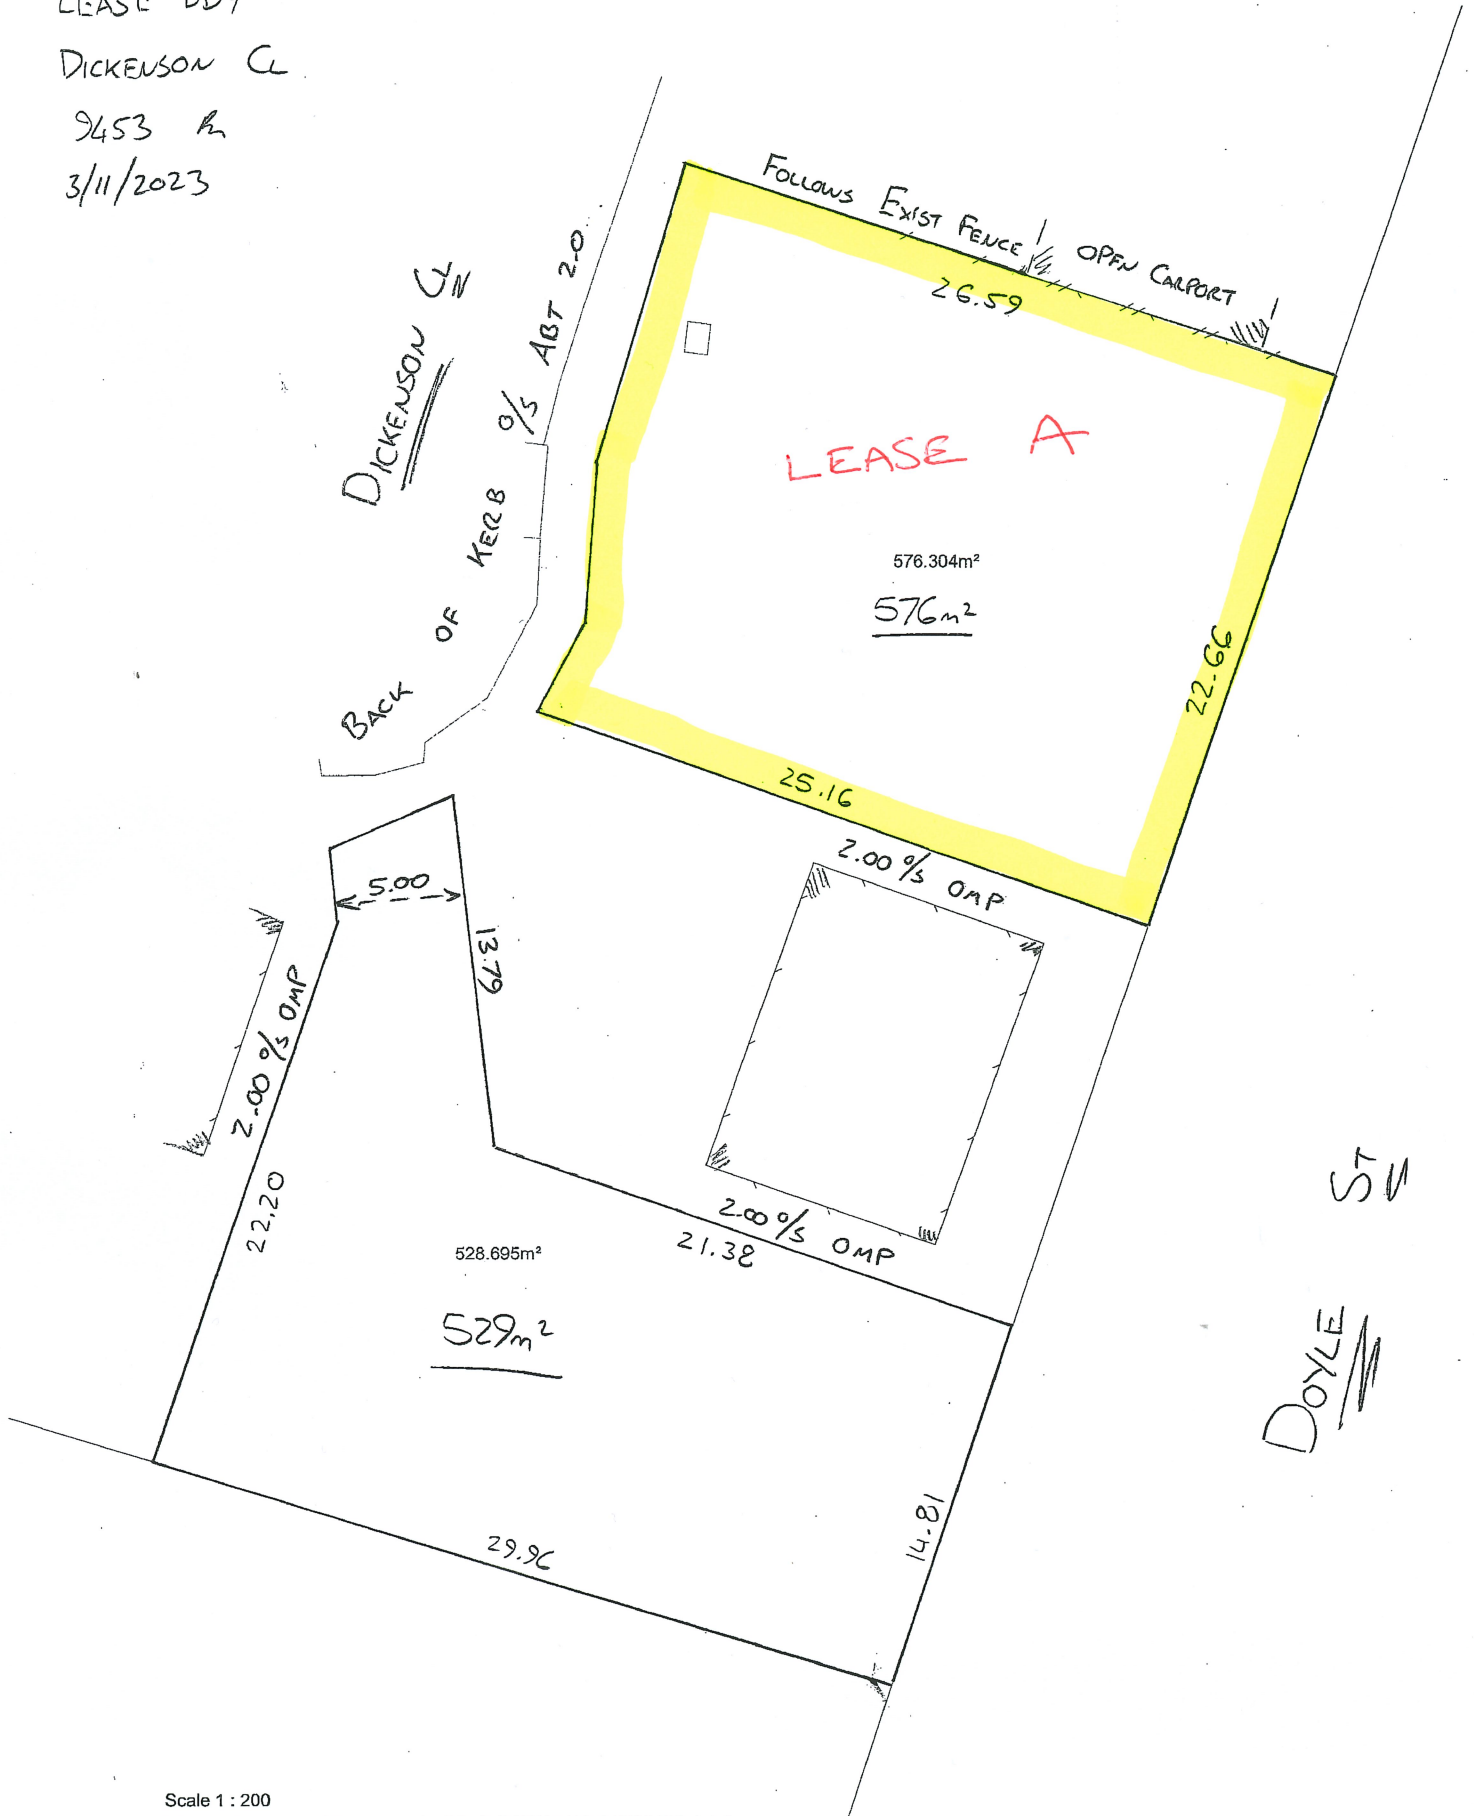 LEASE BDY
DICKENSON CL
9453
3/11/2023
FOLLOWS EXIST FENCE
OPEN CARPORT
26.59
DICKENSON CL
BACK OF KERB O/S ABT 2.0
LEASE A
576.304m²
576m²
22.66
25.16
2.00 O/S OMP
5.00
13.79
2.00 O/S OMP
22.20
2.00 O/S OMP
21.38
528.695m²
529m²
DOYLE ST
14.81
29.96
Scale 1 : 200